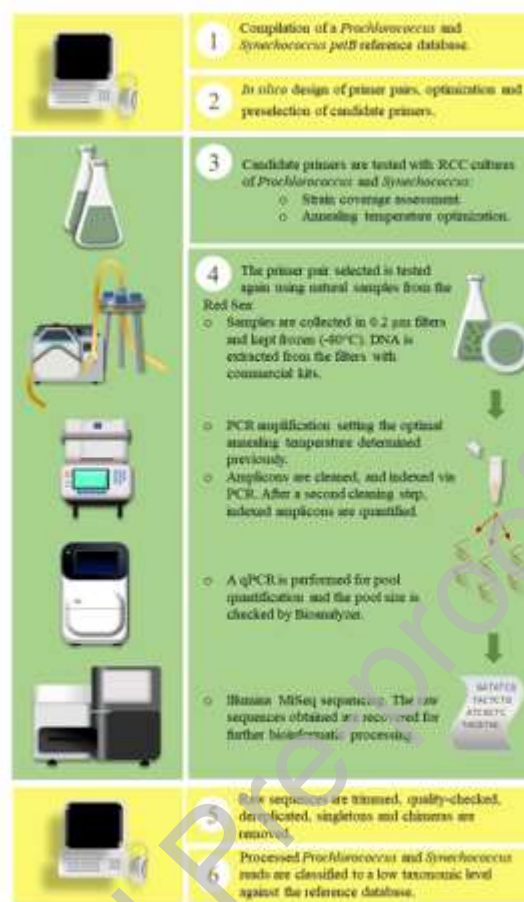 1
Compilation of a Prochlorococcus and
Synechococcus petB reference database.
2
In silico design of primer pairs, optimization and
preselection of candidate primers.
3
Candidate primers are tested with RCC cultures
of Prochlorococcus and Synechococcus:
o Strain coverage assessment.
o Annealing temperature optimization.
4
The primer pair selected is tested
again using natural samples from the
Red Sea:
o Samples are collected in 0.2 µm filters
and kept frozen (-80°C). DNA is
extracted from the filters with
commercial kits.
o PCR amplification setting the optimal
annealing temperature determined
previously.
o Amplicons are cleaned, and indexed via
PCR. After a second cleaning step,
indexed amplicons are quantified.
o A qPCR is performed for pool
quantification and the pool size is
checked by Bioanalyzer.
o Illumina MiSeq sequencing. The raw
sequences obtained are recovered for
further bioinformatic processing.
5
Raw sequences are trimmed, quality-checked,
dereplicated, singletons and chimeras are
removed.
6
Processed Prochlorococcus and Synechococcus
reads are classified to a low taxonomic level
against the reference database.
Pre-proof